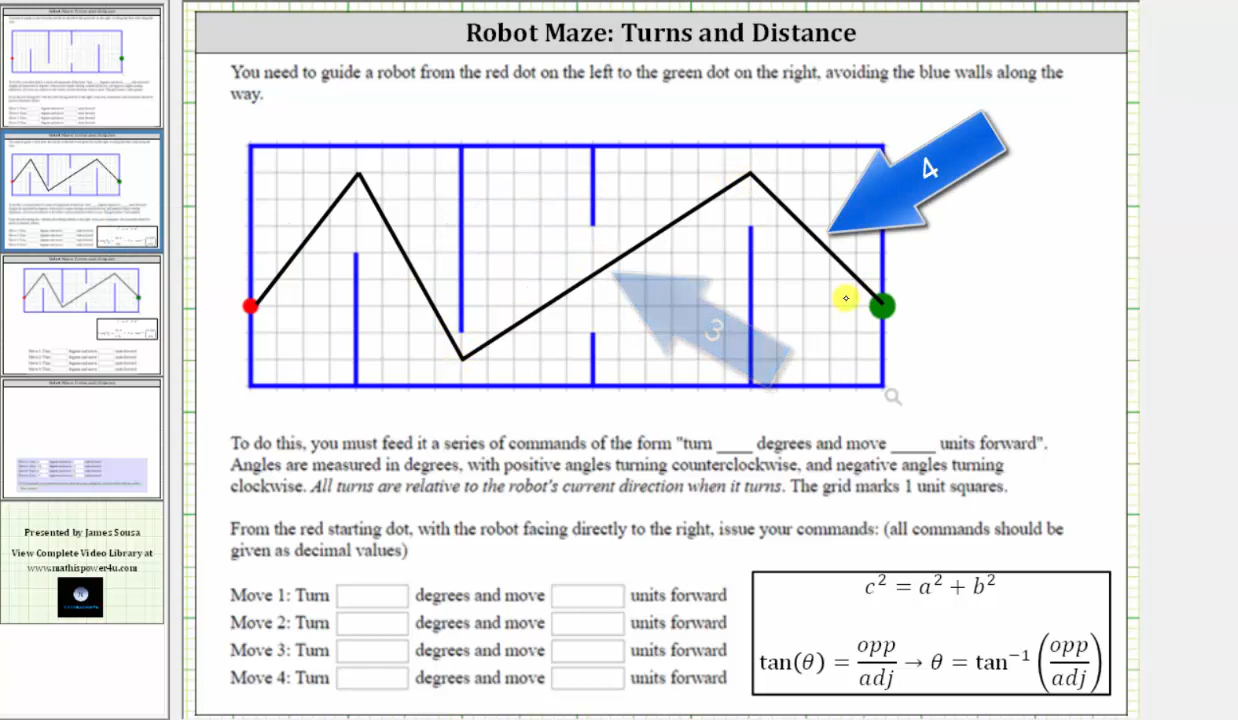 Robot Maze: Turns and Distance
You need to guide a robot from the red dot on the left to the green dot on the right, avoiding the blue walls along the
way.
4
3
To do this, you must feed it a series of commands of the form "turn ____ degrees and move _____ units forward".
Angles are measured in degrees, with positive angles turning counterclockwise, and negative angles turning
clockwise. All turns are relative to the robot's current direction when it turns. The grid marks 1 unit squares.
From the red starting dot, with the robot facing directly to the right, issue your commands: (all commands should be
given as decimal values)
Move 1: Turn degrees and move units forward
Move 2: Turn degrees and move units forward
Move 3: Turn degrees and move units forward
Move 4: Turn degrees and move units forward
c² = a² + b²
tan(θ) = opp/adj → θ = tan⁻¹(opp/adj)
Presented by James Sousa
View Complete Video Library at
www.mathispower4u.com